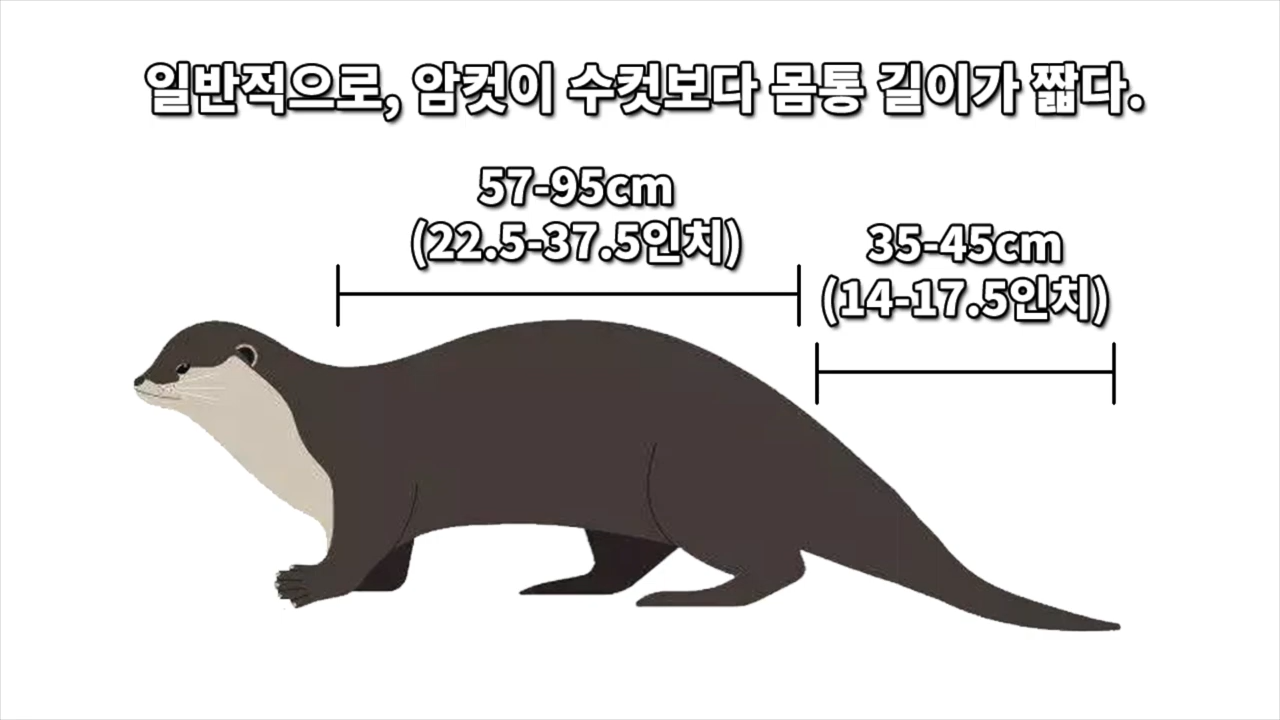 일반적으로, 암컷이 수컷보다 몸통 길이가 짧다.
57-95cm
(22.5-37.5인치)
35-45cm
(14-17.5인치)